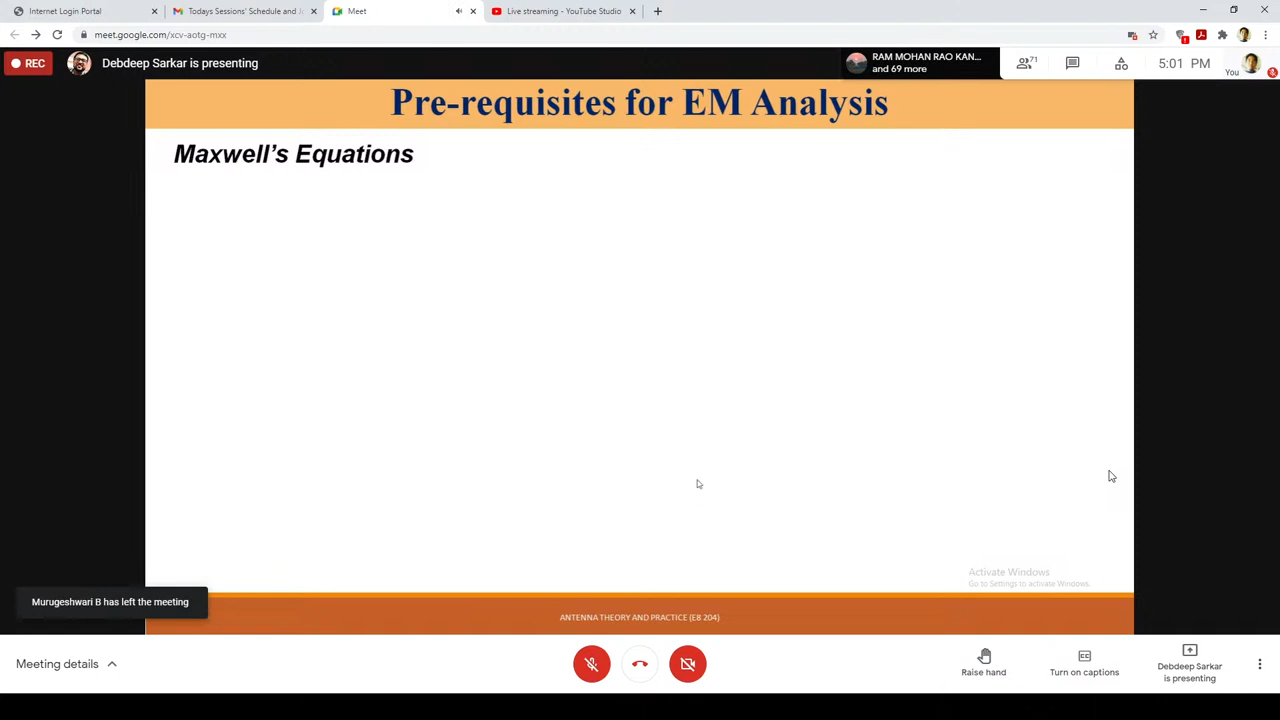 Internet Login Portal
Todays Sessions' Schedule and Jo
Meet
Live streaming - YouTube Studio
meet.google.com/xcv-aotg-mxx
REC
Debdeep Sarkar is presenting
RAM MOHAN RAO KAN...
and 69 more
71
5:01 PM
You
Pre-requisites for EM Analysis
Maxwell's Equations
Activate Windows
Go to Settings to activate Windows.
Murugeshwari B has left the meeting
ANTENNA THEORY AND PRACTICE (E8 204)
Meeting details
Raise hand
CC
Turn on captions
Debdeep Sarkar
is presenting